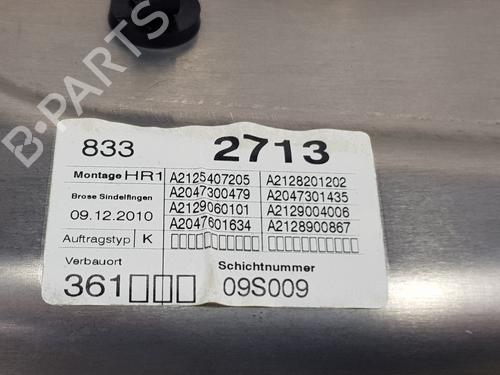 833 2713
Montage HR1 A2125407205 A2128201202
Brose Sindelfingen A2047300479 A2047301435
09.12.2010 A2129060101 A2129004006
Auftragstyp K A2047601634 A2128900867
Verbauort Schichtnummer
361 09S009
B-PARTS